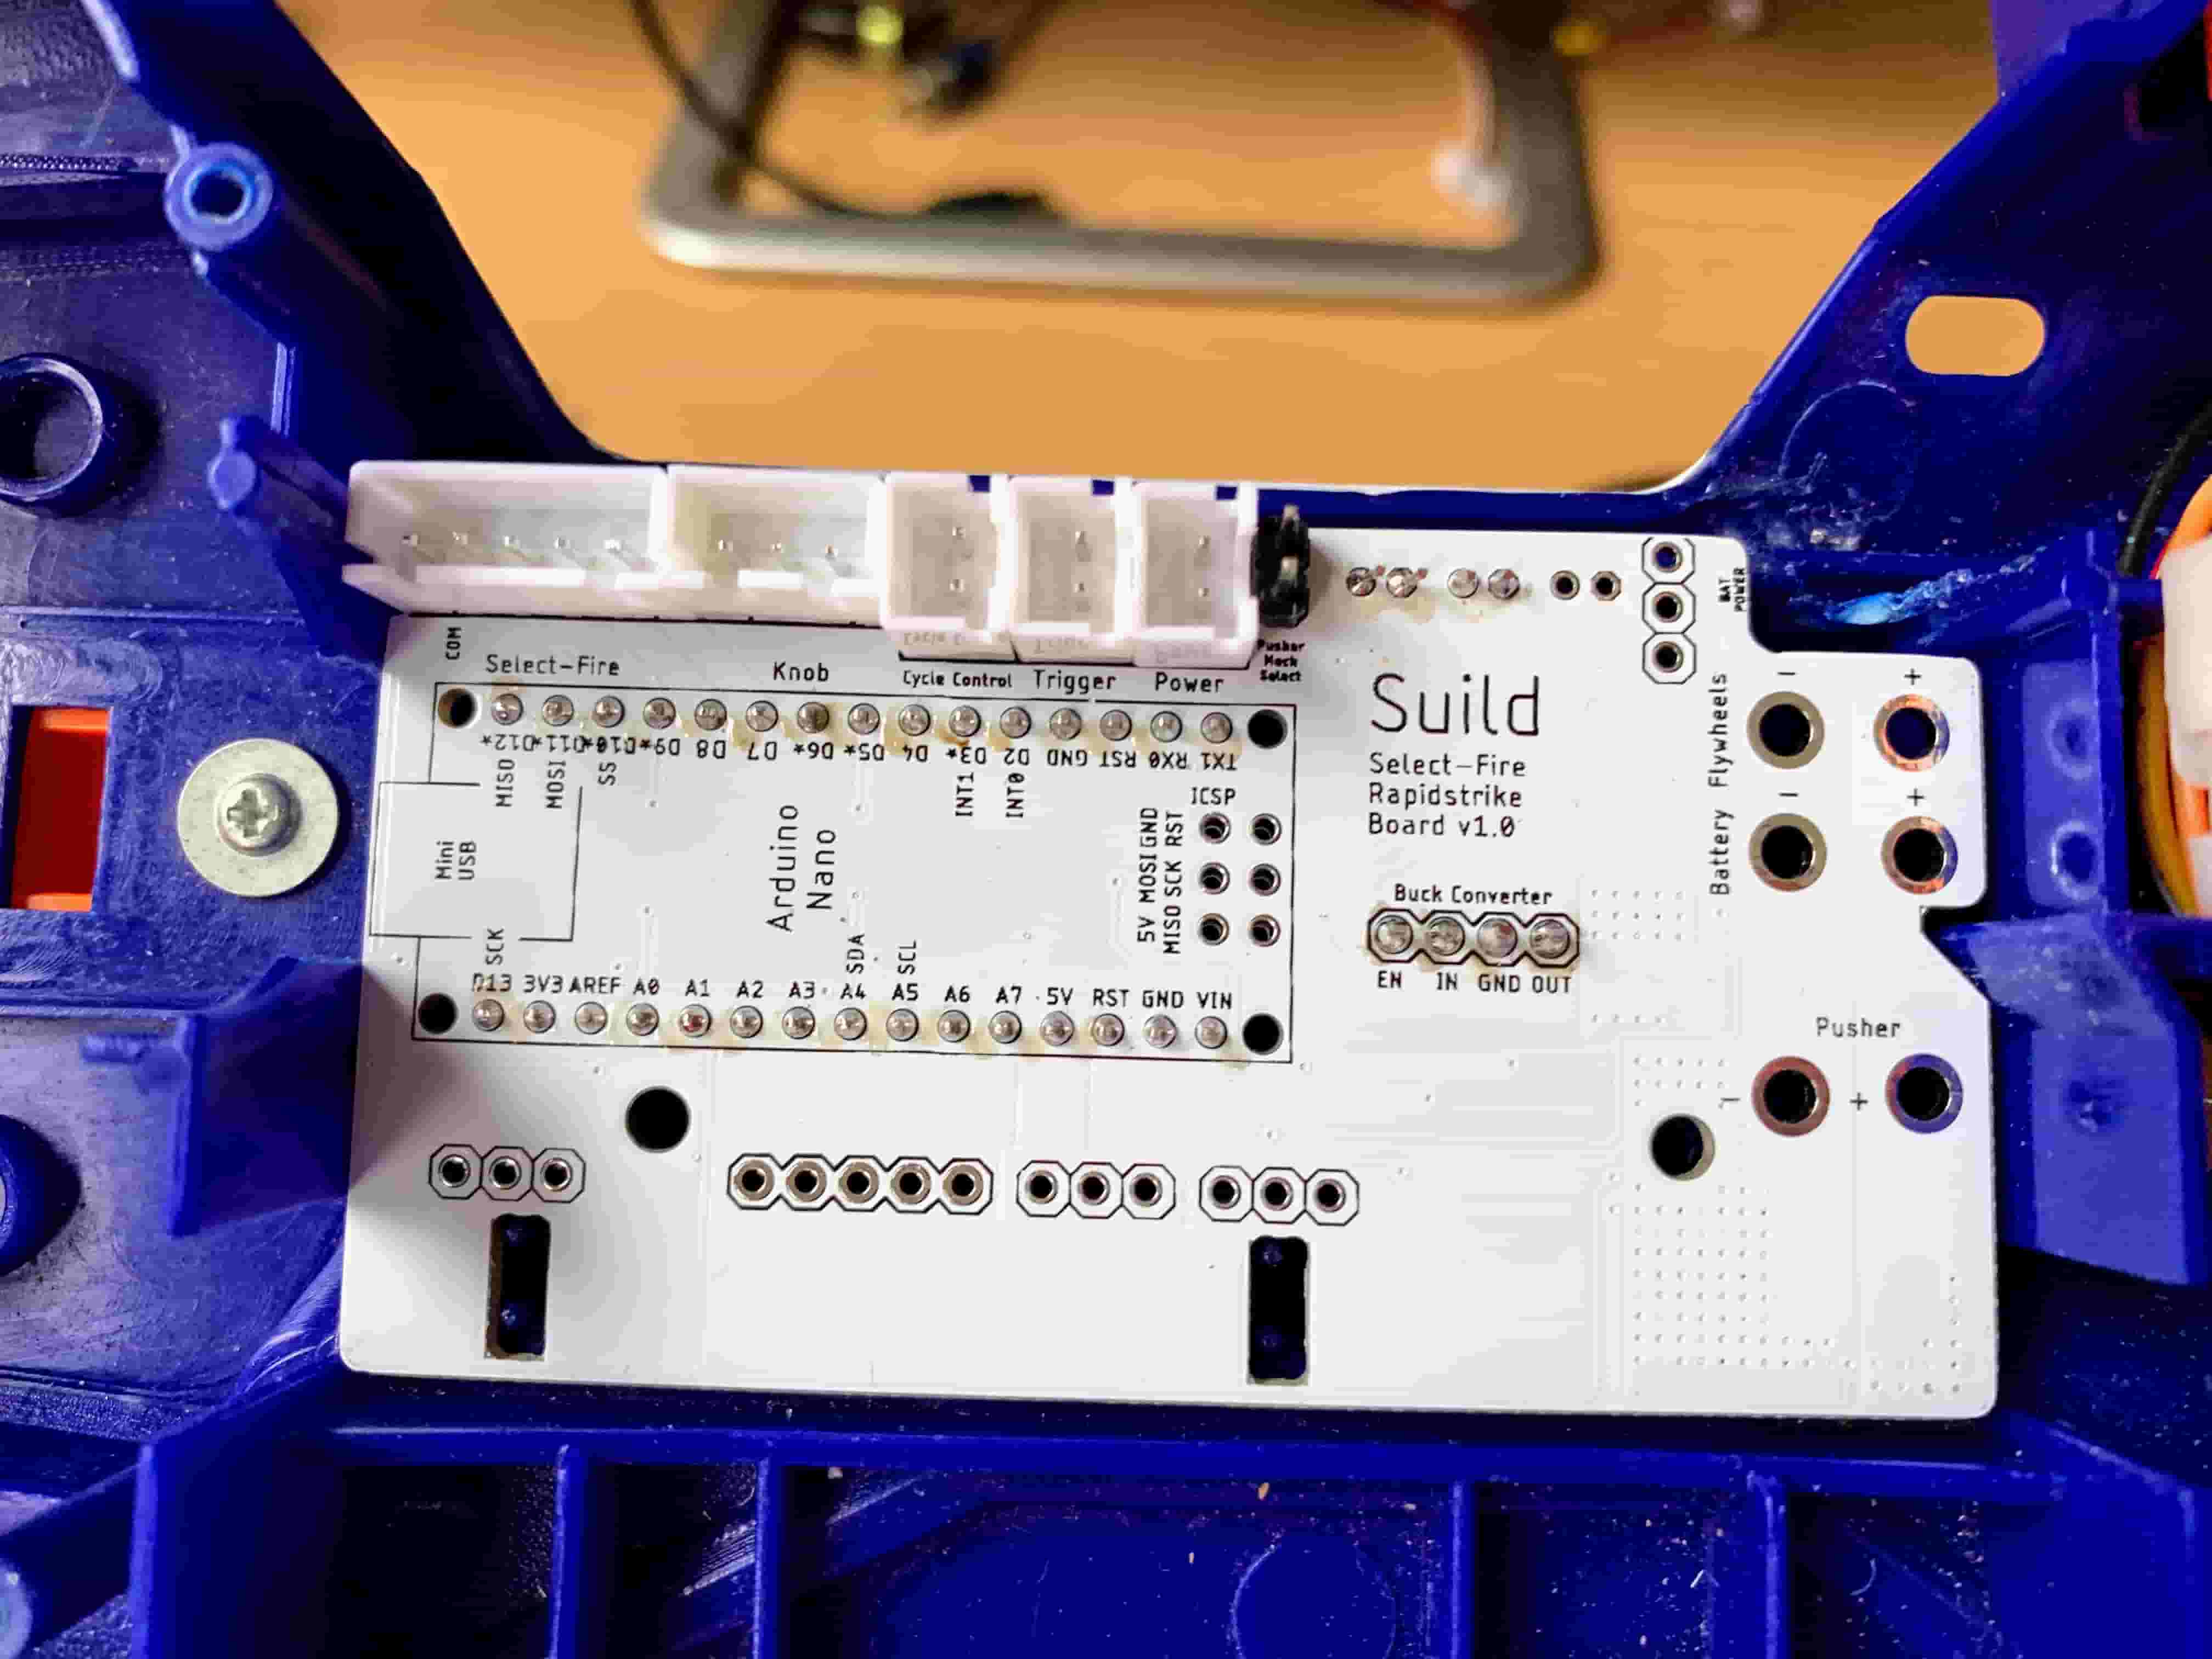 COM
Select-Fire
Knob
Cycle Control
Trigger
Power
Pusher
Mech
Select
BAT
POWER
*D12 *D11 *D10 *D9 D8 D7 *D6 *D5 D4 *D3 D2 GND RST RX0 TX1
MISO
MOSI
SS
INT1
INT0
Suild
Select-Fire
Rapidstrike
Board v1.0
ICSP
GND RST
MOSI SCK
5V MISO
Mini
USB
Arduino
Nano
SCK
SDA
SCL
D13 3V3 AREF A0 A1 A2 A3 A4 A5 A6 A7 5V RST GND VIN
Buck Converter
EN IN GND OUT
Flywheels
- +
Battery
- +
Pusher
- +